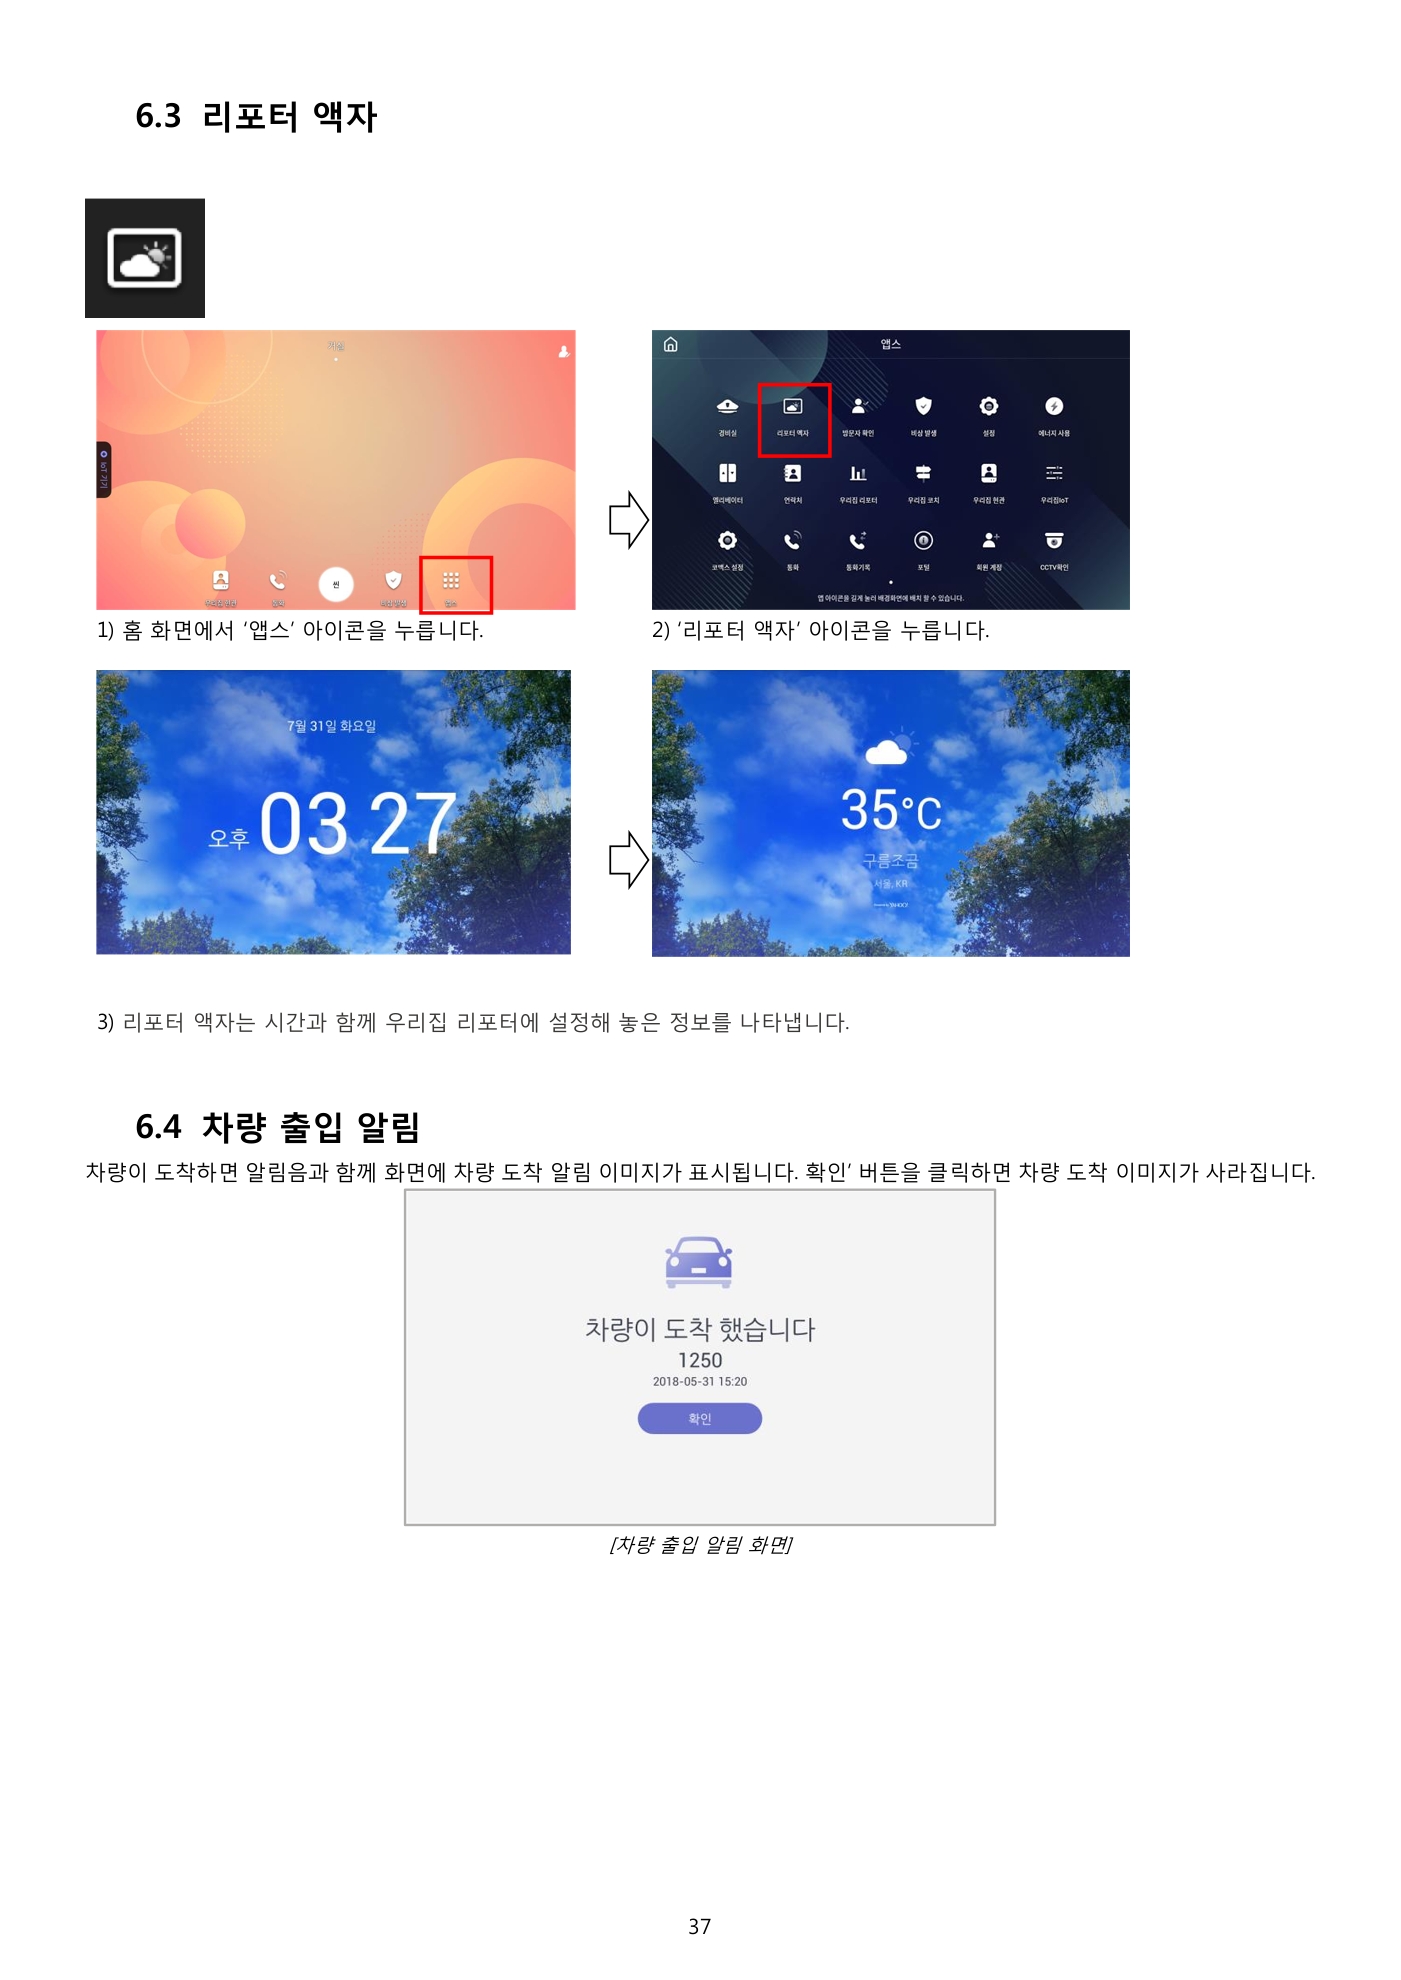 6.3 리포터 액자
거실
IoT 기기
우리집 현관 통화 씬 비상 발생 앱스
앱스
경비실 리포터 액자 방문자 확인 비상 발생 설정 에너지 사용
엘리베이터 연락처 우리집 리포터 우리집 코치 우리집 현관 우리집IoT
코맥스 설정 통화 통화기록 포털 회원 계정 CCTV확인
앱 아이콘을 길게 눌러 배경화면에 배치 할 수 있습니다.
1) 홈 화면에서 ‘앱스’ 아이콘을 누릅니다.
2) ‘리포터 액자’ 아이콘을 누릅니다.
7월 31일 화요일
오후 03 27
35°C
구름조금
서울, KR
3) 리포터 액자는 시간과 함께 우리집 리포터에 설정해 놓은 정보를 나타냅니다.
6.4 차량 출입 알림
차량이 도착하면 알림음과 함께 화면에 차량 도착 알림 이미지가 표시됩니다. 확인’ 버튼을 클릭하면 차량 도착 이미지가 사라집니다.
차량이 도착 했습니다
1250
2018-05-31 15:20
확인
[차량 출입 알림 화면]
37